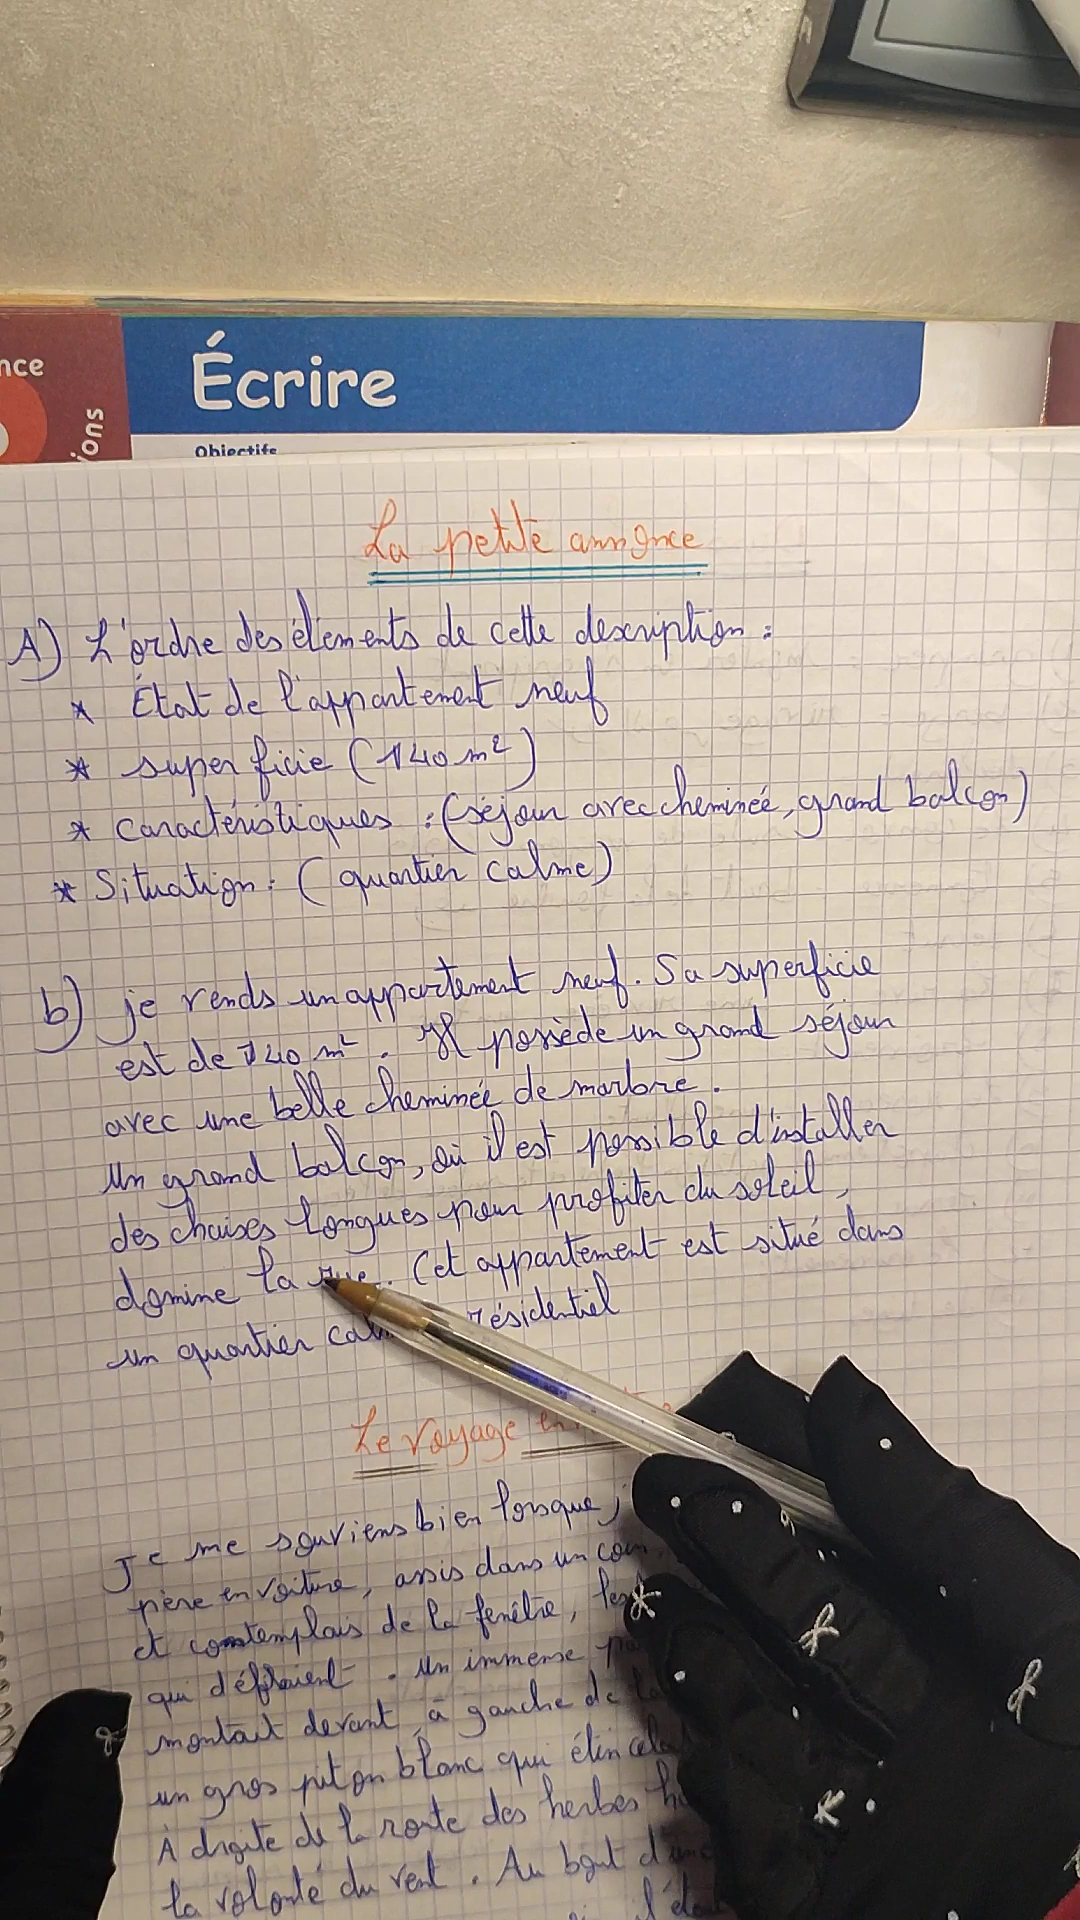 nce
ions
Écrire
Objectifs
La petite annonce
A) L'ordre des élements de cette description :
* État de l'appartement neuf
* superficie (140 m²)
* caractéristiques : (séjour avec cheminée, grand balcon)
* Situation : (quartier calme)
b) je vends un appartement neuf. Sa superficie
est de 140 m². Il possède un grand séjour
avec une belle cheminée de marbre.
Un grand balcon, où il est possible d'installer
des chaises longues pour profiter du soleil,
domine la rue. Cet appartement est situé dans
un quartier résidentiel
Le voyage
Je me souviens bien lorsque
père en voiture, assis dans un
et contemplais de la fenêtre,
qui défilaient. Un immense
montait devant, à gauche de
un gros piton blanc qui
À droite de la route des herbes
la volonté du vent. Au bout